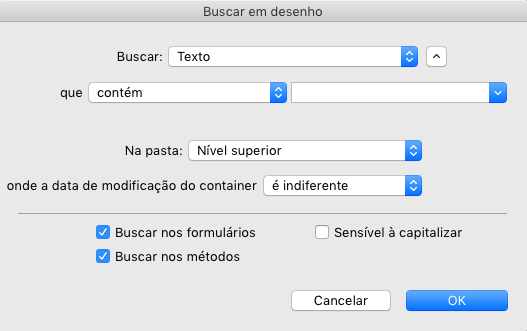 Buscar em desenho
Buscar: Texto
que contém
Na pasta: Nível superior
onde a data de modificação do container é indiferente
Buscar nos formulários Sensível à capitalizar
Buscar nos métodos
Cancelar OK